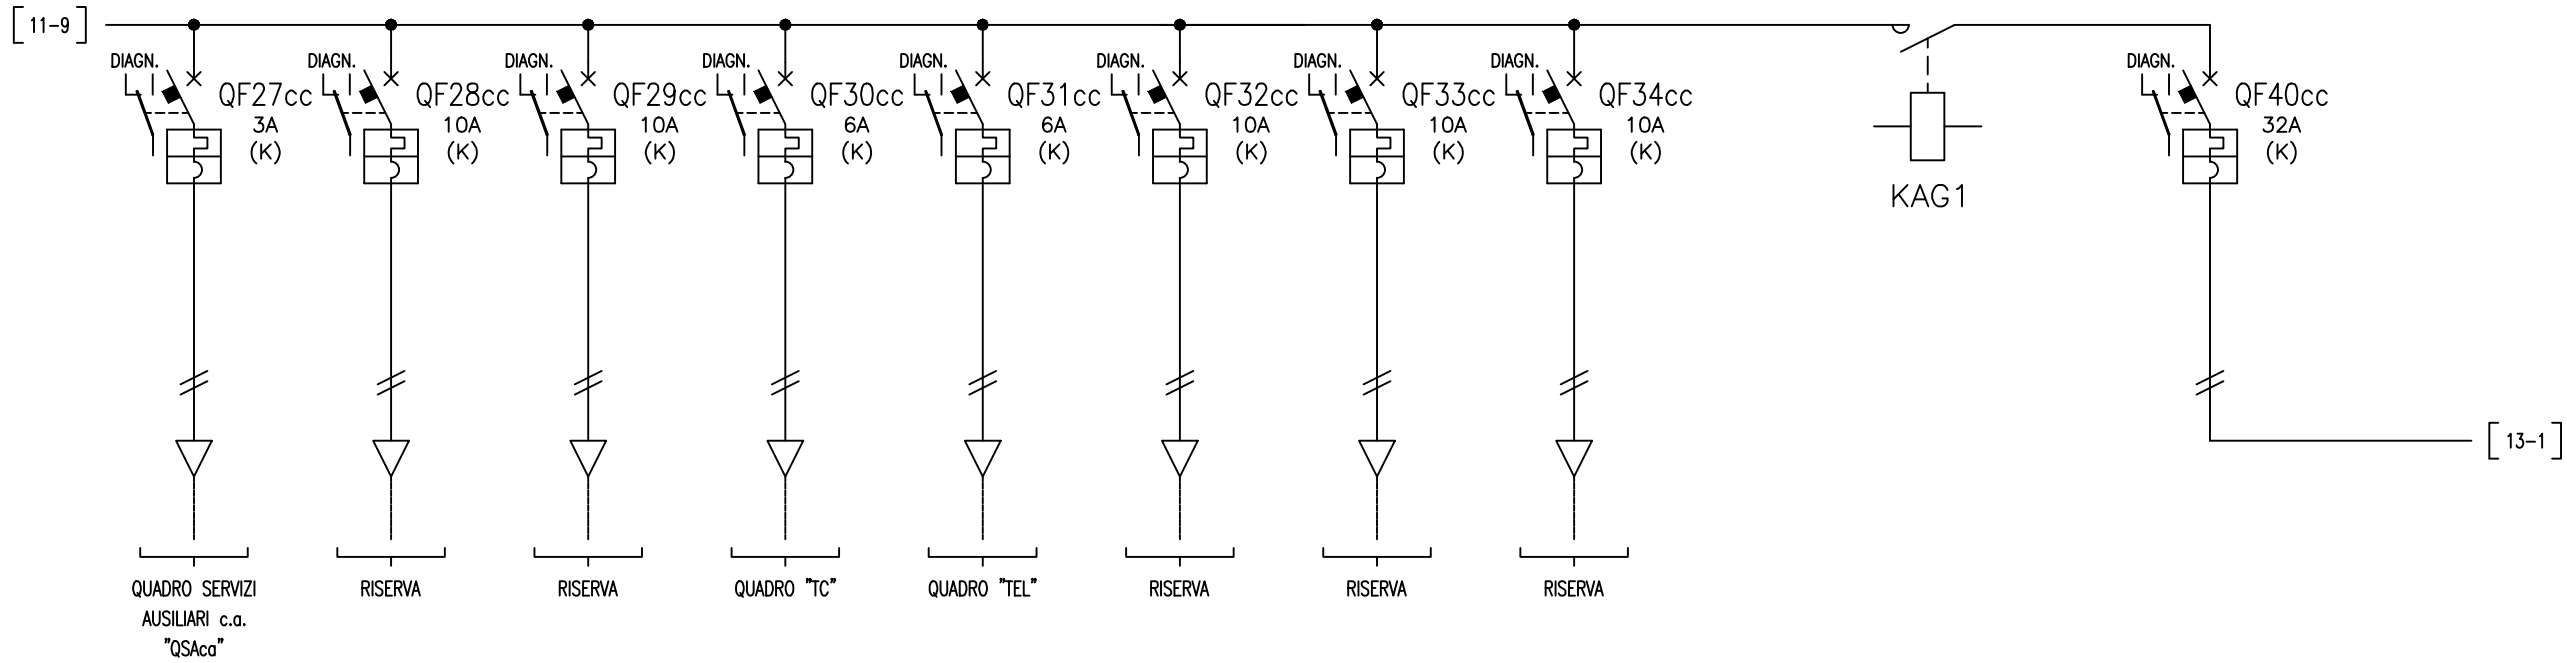 [11-9]
DIAGN. DIAGN. DIAGN. DIAGN. DIAGN. DIAGN. DIAGN. DIAGN. DIAGN.
QF27cc QF28cc QF29cc QF30cc QF31cc QF32cc QF33cc QF34cc QF40cc
3A 10A 10A 6A 6A 10A 10A 10A 32A
(K) (K) (K) (K) (K) (K) (K) (K) (K)
KAG1
[13-1]
QUADRO SERVIZI RISERVA RISERVA QUADRO "TC" QUADRO "TEL" RISERVA RISERVA RISERVA
AUSILIARI c.a.
"QSAca"